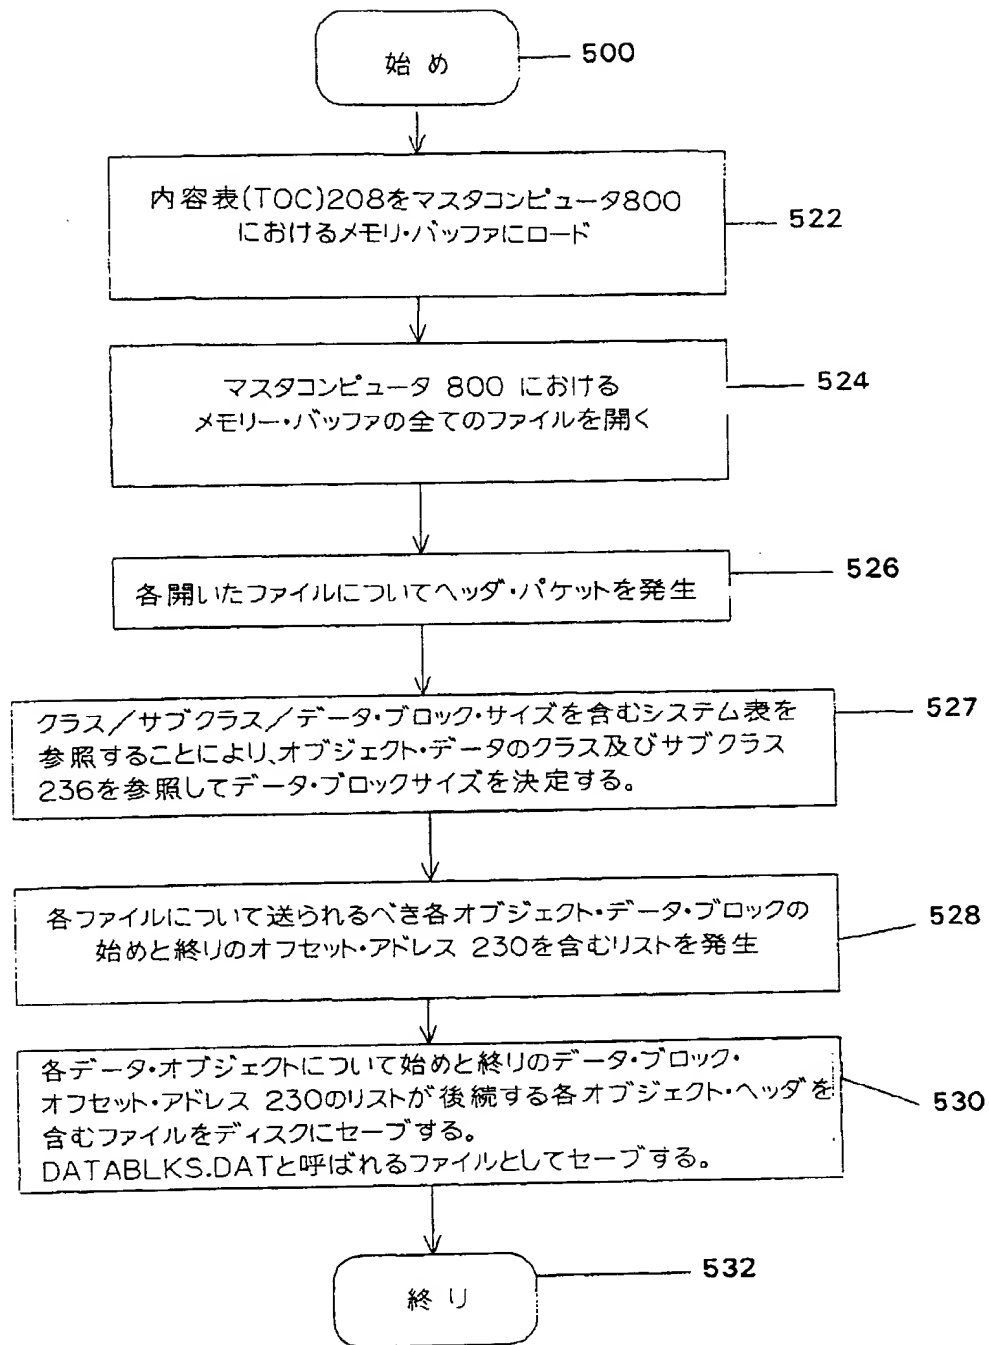 始め
500
内容表(TOC)208をマスタコンピュータ800
におけるメモリ・バッファにロード
522
マスタコンピュータ 800 における
メモリー・バッファの全てのファイルを開く
524
各開いたファイルについてヘッダ・パケットを発生
526
クラス／サブクラス／データ・ブロック・サイズを含むシステム表を
参照することにより、オブジェクト・データのクラス及びサブクラス
236を参照してデータ・ブロックサイズを決定する。
527
各ファイルについて送られるべき各オブジェクト・データ・ブロックの
始めと終りのオフセット・アドレス 230を含むリストを発生
528
各データ・オブジェクトについて始めと終りのデータ・ブロック・
オフセット・アドレス 230のリストが後続する各オブジェクト・ヘッダを
含むファイルをディスクにセーブする。
DATABLKS.DATと呼ばれるファイルとしてセーブする。
530
終り
532